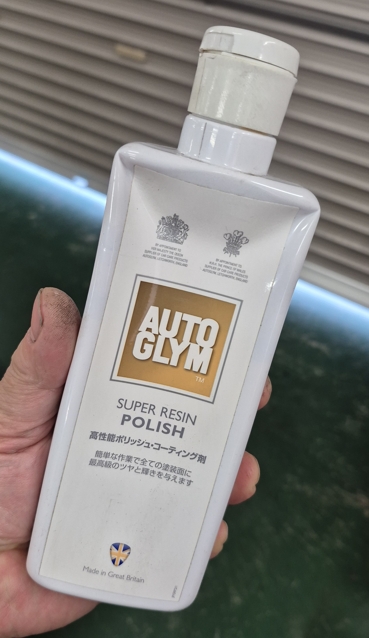 AUTO
GLYM
TM
SUPER RESIN
POLISH
高性能ポリッシュ・コーティング剤
簡単な作業で全ての塗装面に
最高級のツヤと輝きを与えます
Made in Great Britain